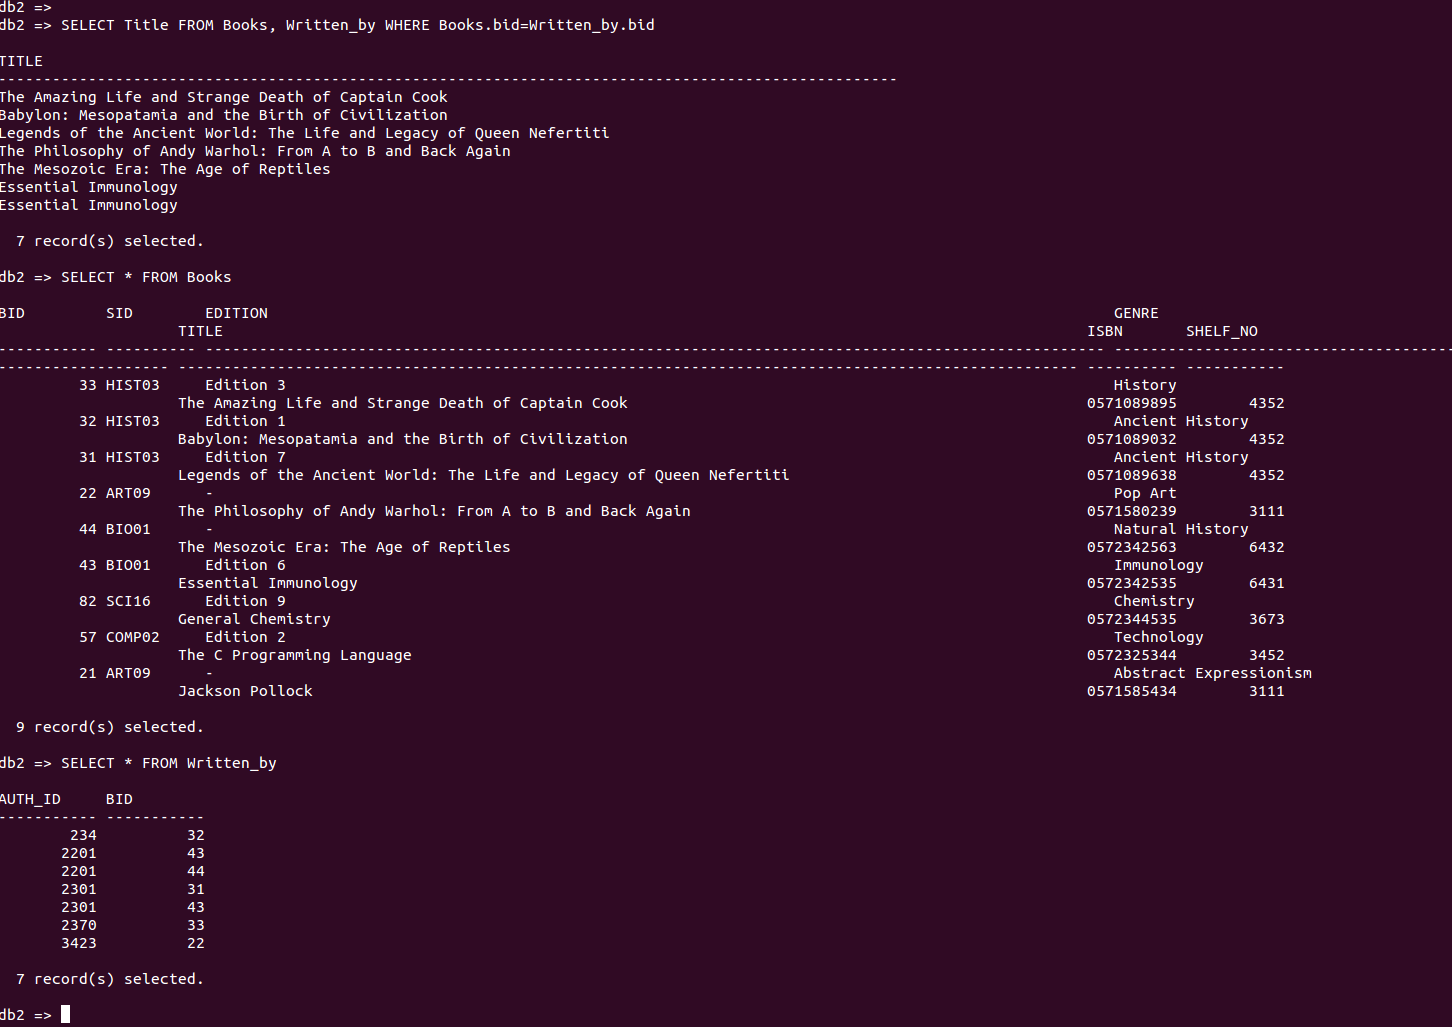 db2 =>
db2 => SELECT Title FROM Books, Written_by WHERE Books.bid=Written_by.bid
TITLE
----------------------------------------------------------------------------------------------------
The Amazing Life and Strange Death of Captain Cook
Babylon: Mesopatamia and the Birth of Civilization
Legends of the Ancient World: The Life and Legacy of Queen Nefertiti
The Philosophy of Andy Warhol: From A to B and Back Again
The Mesozoic Era: The Age of Reptiles
Essential Immunology
Essential Immunology
7 record(s) selected.
db2 => SELECT * FROM Books
BID SID EDITION GENRE
TITLE ISBN SHELF_NO
----------- ---------- ---------------------------------------------------------------------------------------------------- --------------------------------------
------------------- ---------------------------------------------------------------------------------------------------- ---------- -----------
33 HIST03 Edition 3 History
The Amazing Life and Strange Death of Captain Cook 0571089895 4352
32 HIST03 Edition 1 Ancient History
Babylon: Mesopatamia and the Birth of Civilization 0571089032 4352
31 HIST03 Edition 7 Ancient History
Legends of the Ancient World: The Life and Legacy of Queen Nefertiti 0571089638 4352
22 ART09 - Pop Art
The Philosophy of Andy Warhol: From A to B and Back Again 0571580239 3111
44 BIO01 - Natural History
The Mesozoic Era: The Age of Reptiles 0572342563 6432
43 BIO01 Edition 6 Immunology
Essential Immunology 0572342535 6431
82 SCI16 Edition 9 Chemistry
General Chemistry 0572344535 3673
57 COMP02 Edition 2 Technology
The C Programming Language 0572325344 3452
21 ART09 - Abstract Expressionism
Jackson Pollock 0571585434 3111
9 record(s) selected.
db2 => SELECT * FROM Written_by
AUTH_ID BID
----------- -----------
234 32
2201 43
2201 44
2301 31
2301 43
2370 33
3423 22
7 record(s) selected.
db2 =>